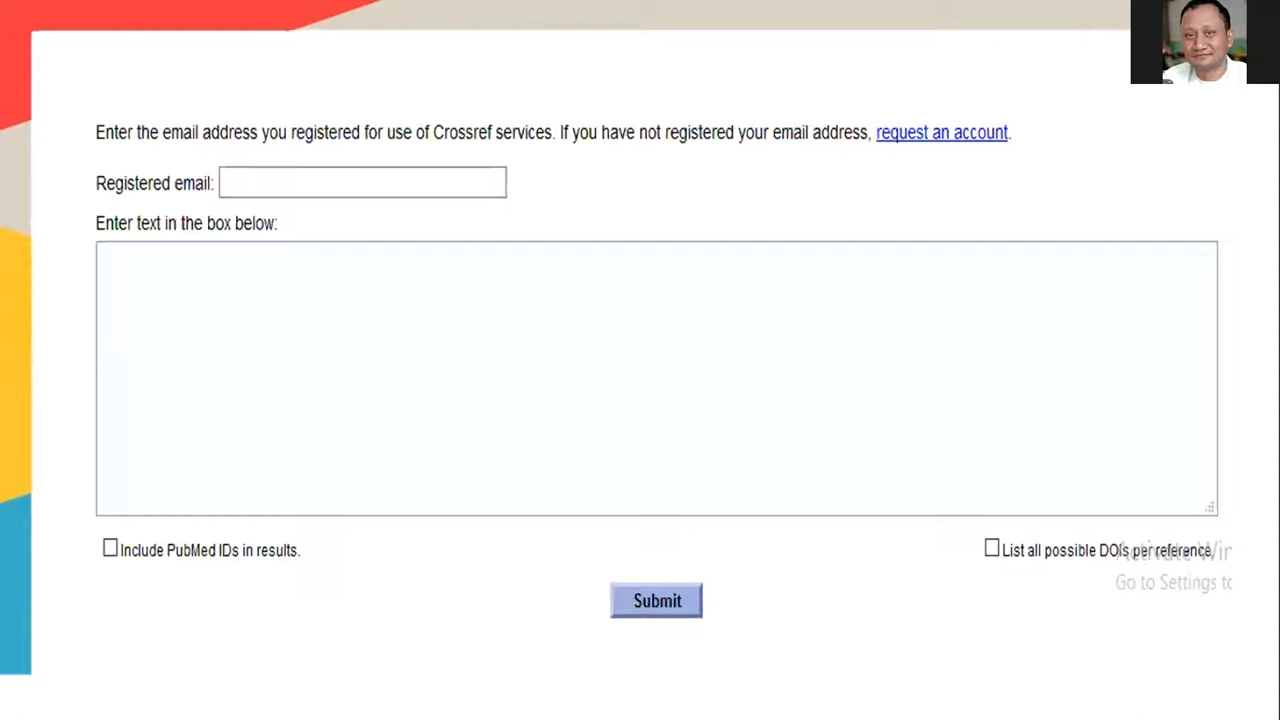 Enter the email address you registered for use of Crossref services. If you have not registered your email address, request an account.
Registered email:
Enter text in the box below:
Include PubMed IDs in results.
List all possible DOIs per reference.
Activate Win
Go to Settings to
Submit